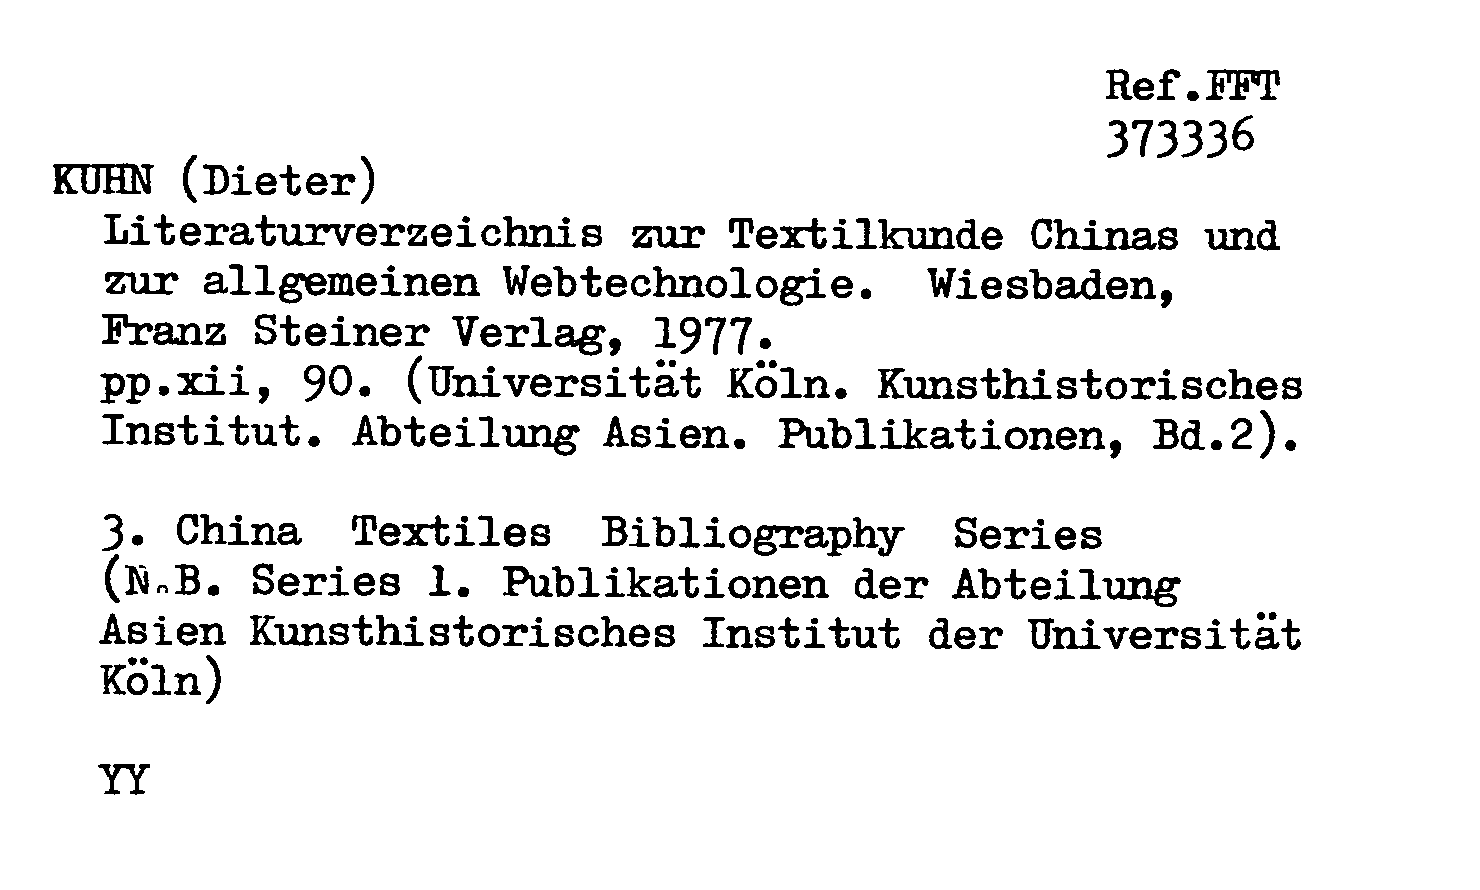 Ref.FFT
373336
KUHN (Dieter)
Literaturverzeichnis zur Textilkunde Chinas und
zur allgemeinen Webtechnologie. Wiesbaden,
Franz Steiner Verlag, 1977.
pp.xii, 90. (Universität Köln. Kunsthistorisches
Institut. Abteilung Asien. Publikationen, Bd.2).
3. China Textiles Bibliography Series
(N.B. Series 1. Publikationen der Abteilung
Asien Kunsthistorisches Institut der Universität
Köln)
YY